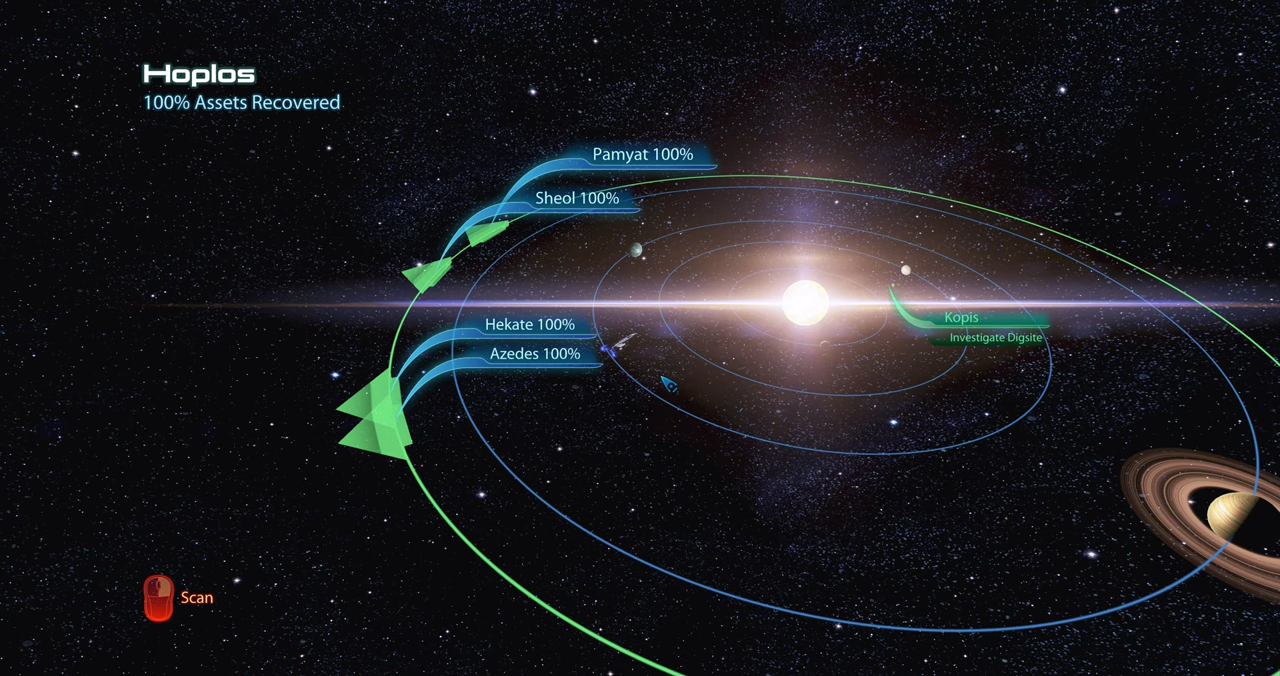 Hoplos
100% Assets Recovered
Pamyat 100%
Sheol 100%
Hekate 100%
Azedes 100%
Kopis
Investigate Digsite
Scan